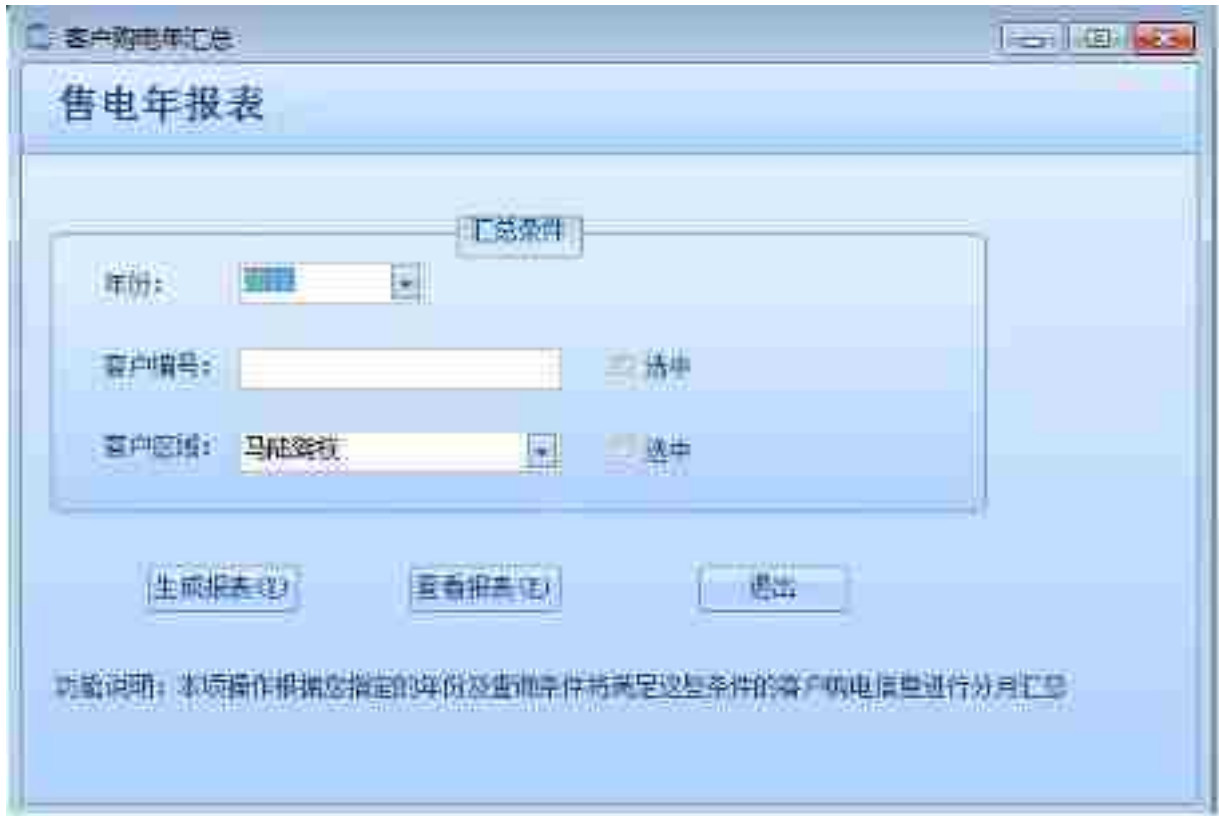 客户购电年汇总
售电年报表
汇总条件
年份:
客户编号:
选中
客户区域:
马陆
选中
生成报表
查看报表
退出
功能说明:本项操作根据您指定的年份及查询条件将满足这些条件的客户购电信息进行分月汇总